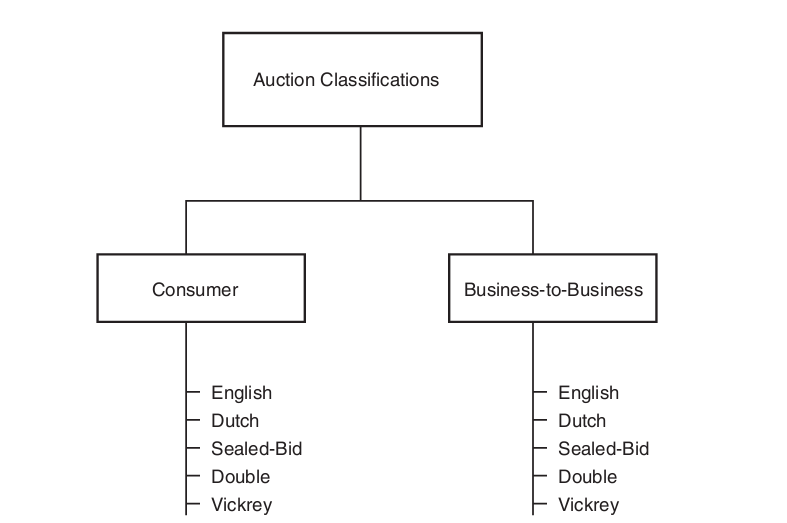 Auction Classifications
Consumer
Business-to-Business
English
Dutch
Sealed-Bid
Double
Vickrey
English
Dutch
Sealed-Bid
Double
Vickrey